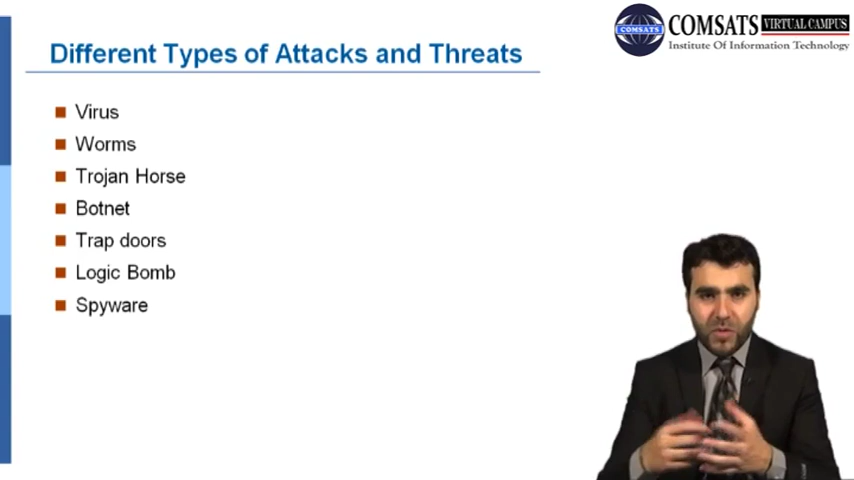 Different Types of Attacks and Threats
COMSATS VIRTUAL CAMPUS
Institute Of Information Technology
COMSATS
Virus
Worms
Trojan Horse
Botnet
Trap doors
Logic Bomb
Spyware